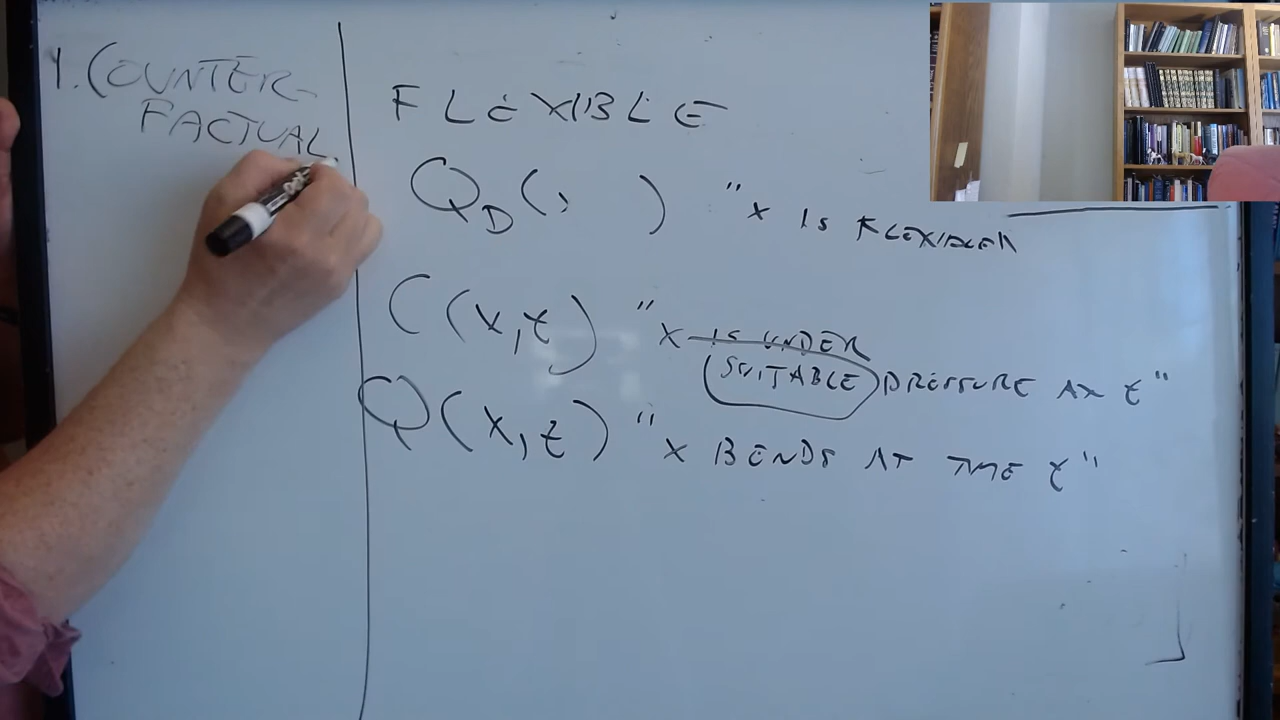 1. COUNTER-
FACTUAL
FLEXIBLE
Q_D( , ) "x IS FLEXIBLE"
C(x,t) "x IS UNDER
SUITABLE PRESSURE AT t"
Q(x,t) "x BENDS AT TIME t"